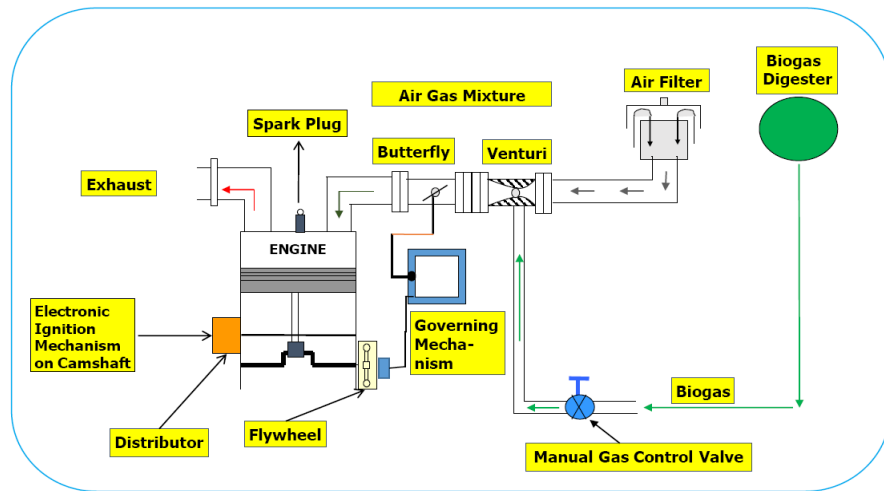 Biogas
Digester
Air Filter
Air Gas Mixture
Spark Plug
Butterfly
Venturi
Exhaust
ENGINE
Electronic
Ignition
Mechanism
on Camshaft
Governing
Mecha-
nism
Biogas
Distributor
Flywheel
Manual Gas Control Valve